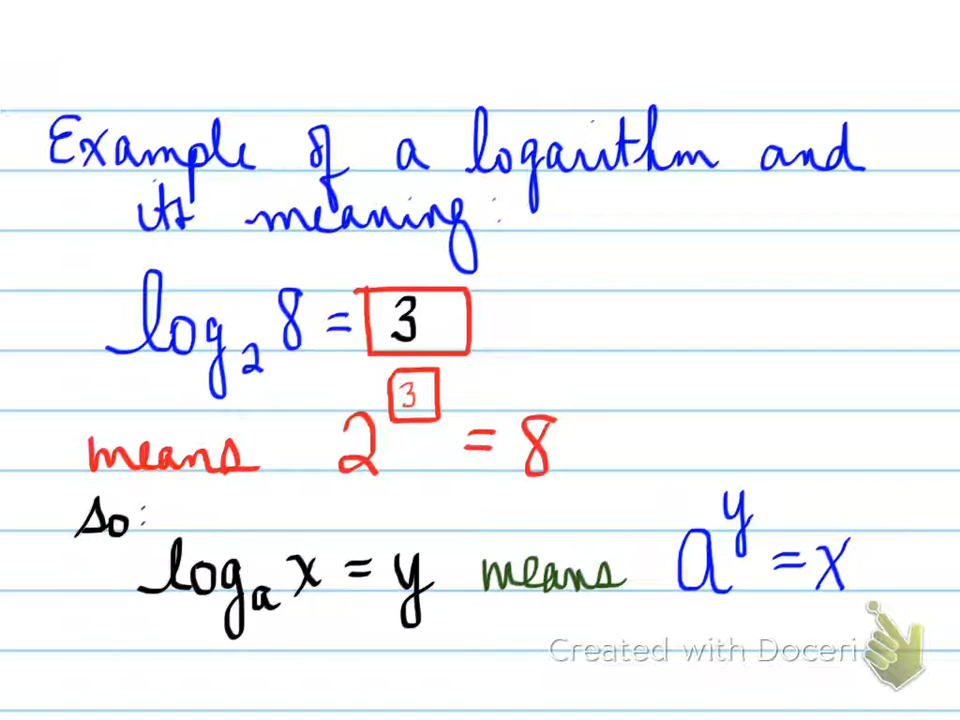 Example of a logarithm and
its meaning:
log₂ 8 = 3
means 2³ = 8
so:
logₐ x = y means aʸ = x
Created with Doceri